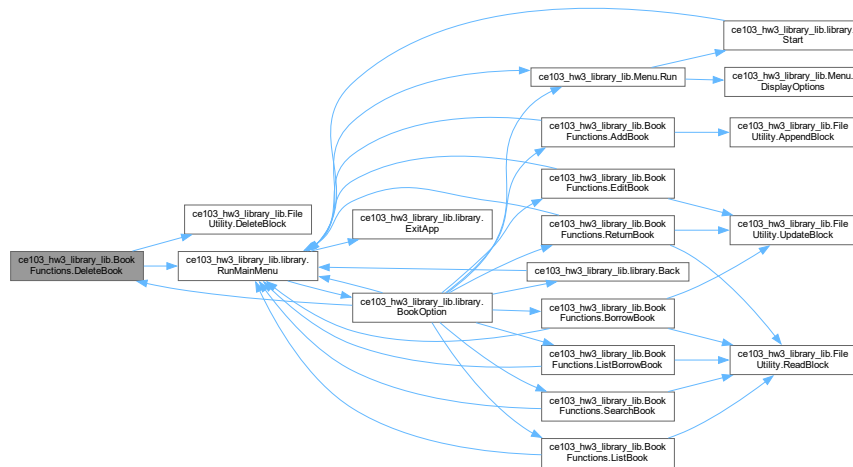 ce103_hw3_library_lib.library.
Start
ce103_hw3_library_lib.Menu.Run
ce103_hw3_library_lib.Menu.
DisplayOptions
ce103_hw3_library_lib.Book
Functions.AddBook
ce103_hw3_library_lib.File
Utility.AppendBlock
ce103_hw3_library_lib.Book
Functions.EditBook
ce103_hw3_library_lib.File
Utility.DeleteBlock
ce103_hw3_library_lib.library.
ExitApp
ce103_hw3_library_lib.Book
Functions.ReturnBook
ce103_hw3_library_lib.File
Utility.UpdateBlock
ce103_hw3_library_lib.Book
Functions.DeleteBook
ce103_hw3_library_lib.library.
RunMainMenu
ce103_hw3_library_lib.library.Back
ce103_hw3_library_lib.library.
BookOption
ce103_hw3_library_lib.Book
Functions.BorrowBook
ce103_hw3_library_lib.Book
Functions.ListBorrowBook
ce103_hw3_library_lib.File
Utility.ReadBlock
ce103_hw3_library_lib.Book
Functions.SearchBook
ce103_hw3_library_lib.Book
Functions.ListBook